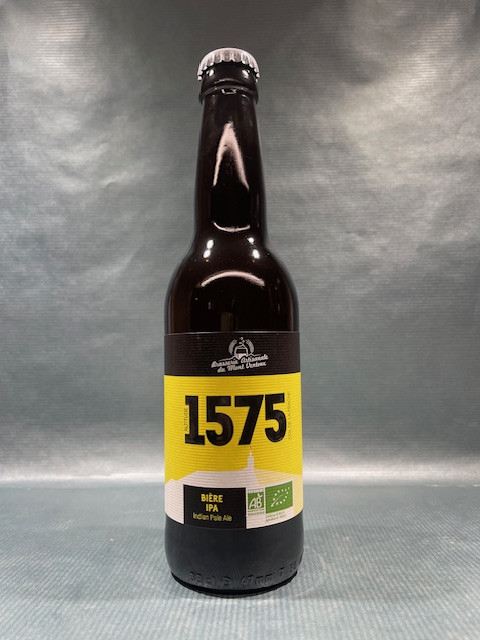 Brasserie Artisanale
du Mont Ventoux
ALTITUDE
1575
BIÈRE
IPA
Indian Pale Ale
AB